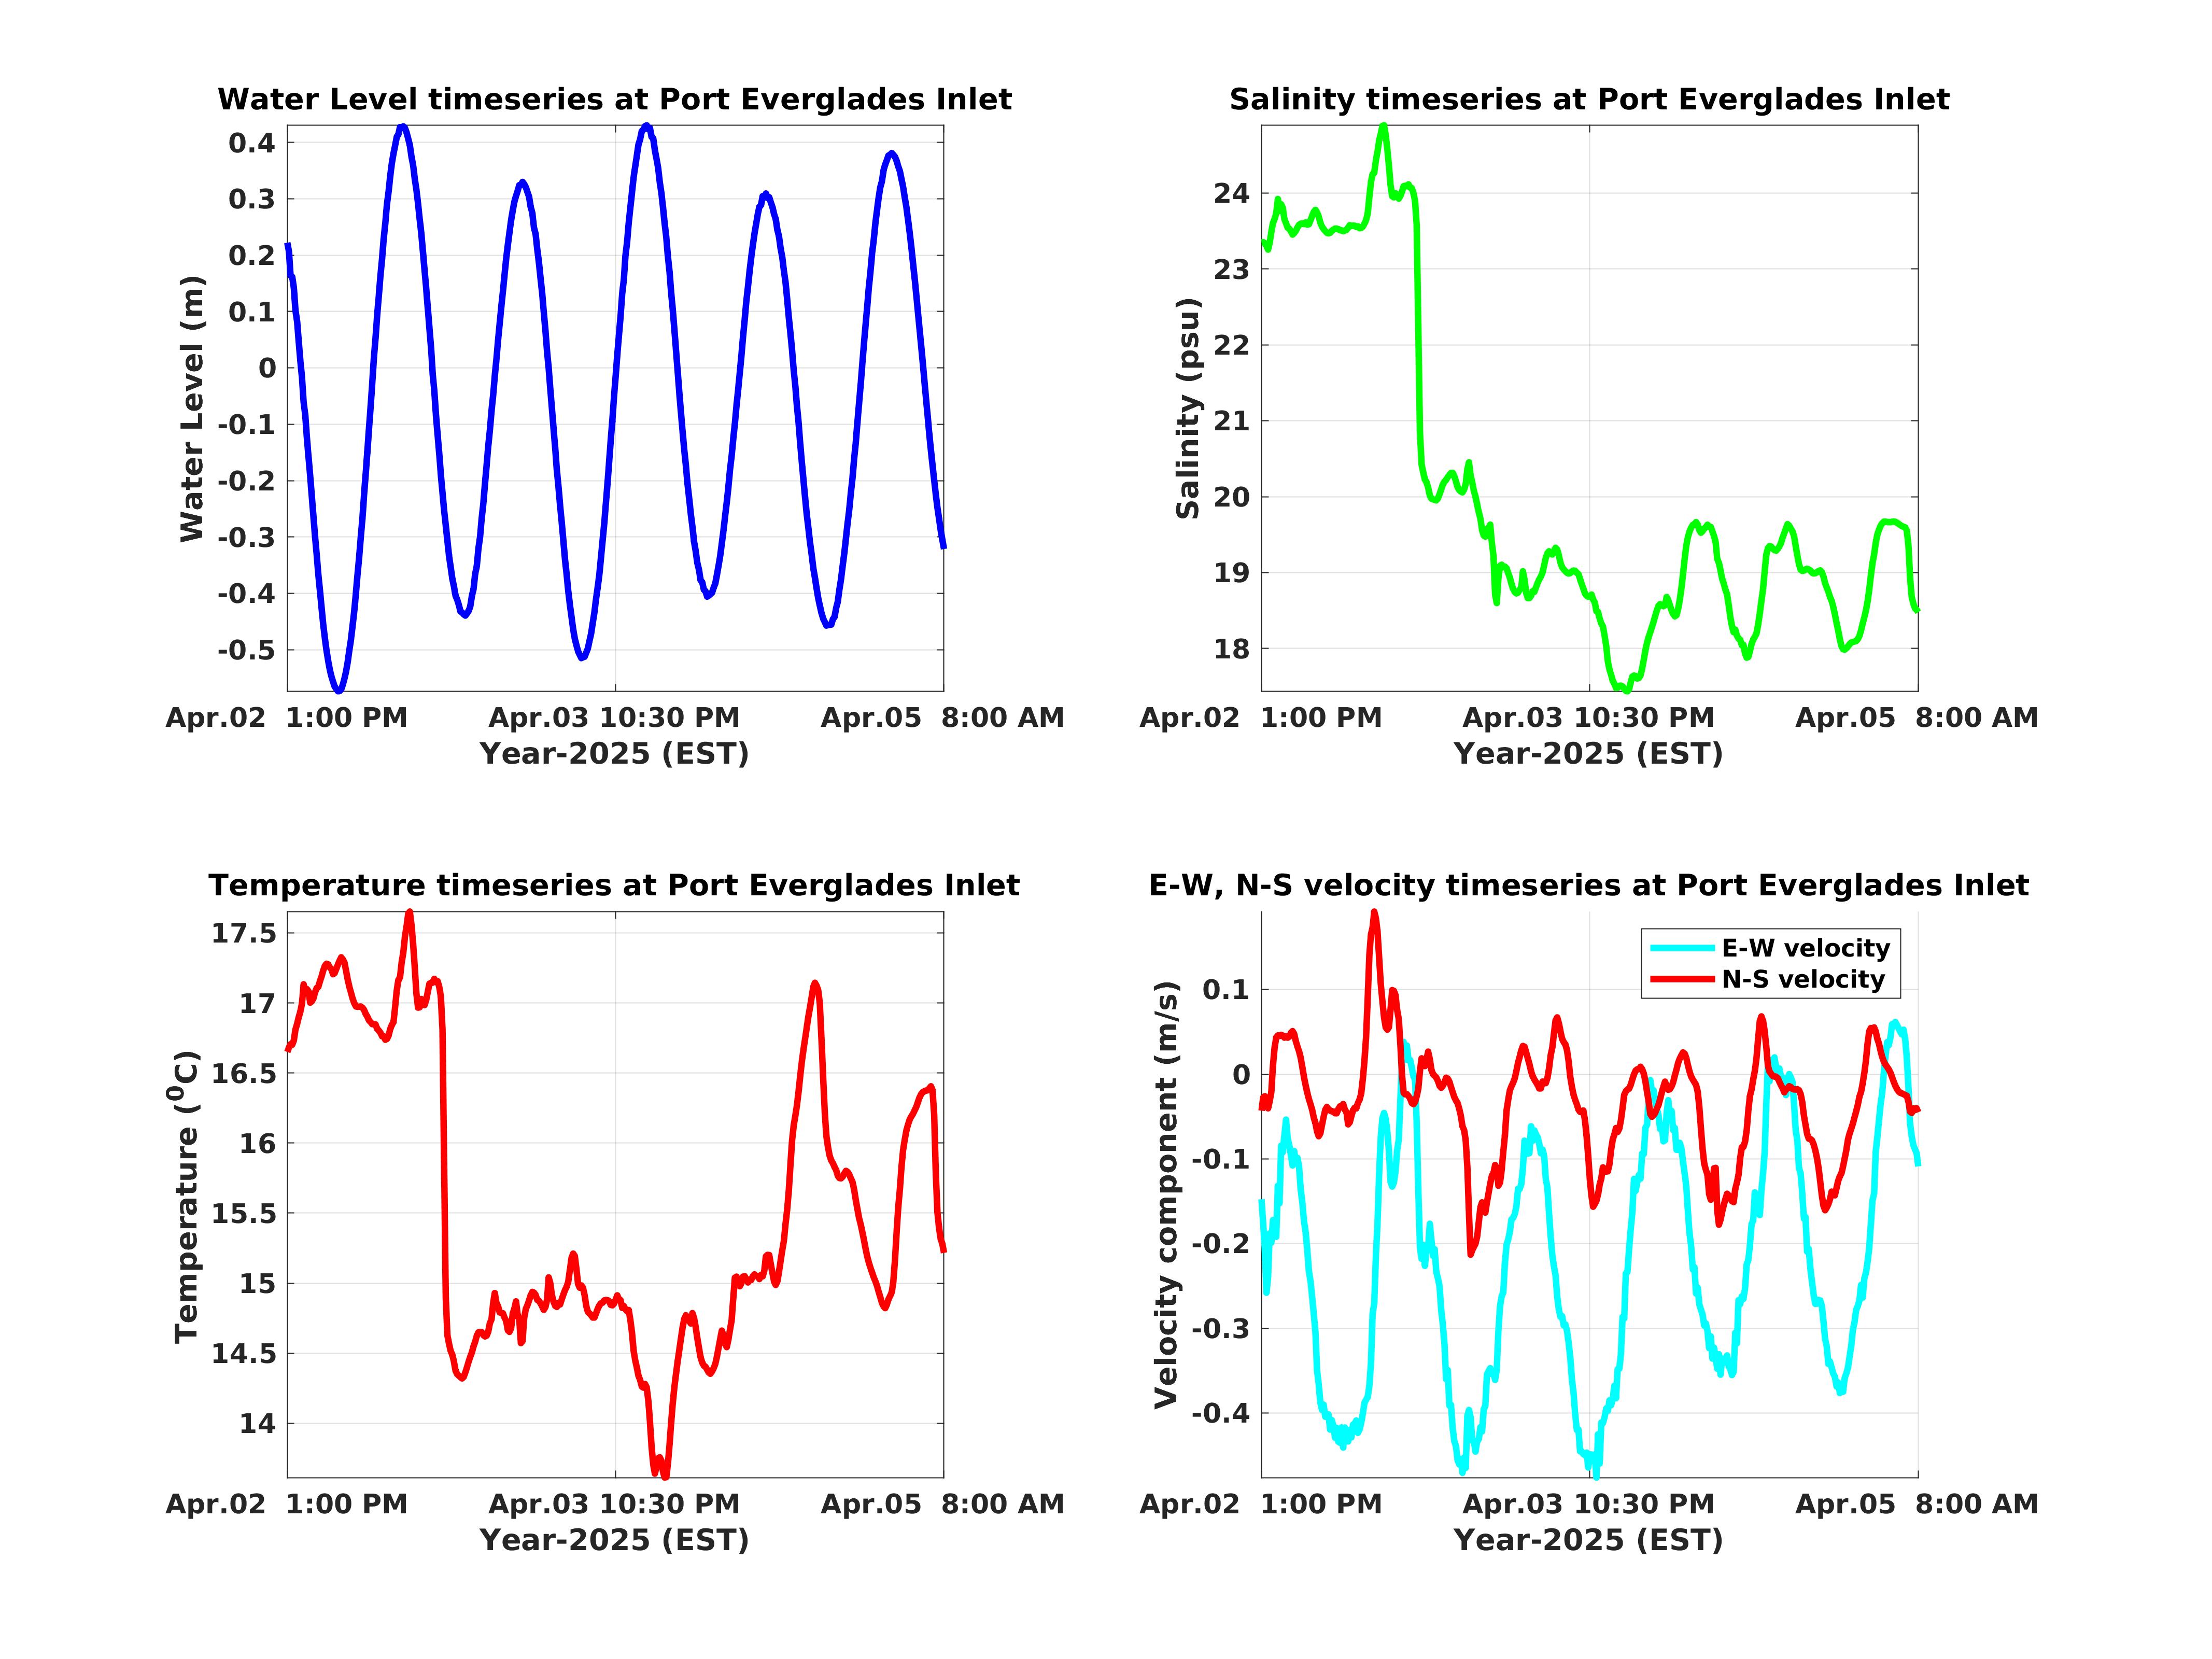 Water Level timeseries at Port Everglades Inlet
0.4
0.3
0.2
0.1
0
-0.1
-0.2
-0.3
-0.4
-0.5
Water Level (m)
Apr.02 1:00 PM
Apr.03 10:30 PM
Apr.05 8:00 AM
Year-2025 (EST)
Salinity timeseries at Port Everglades Inlet
24
23
22
21
20
19
18
Salinity (psu)
Apr.02 1:00 PM
Apr.03 10:30 PM
Apr.05 8:00 AM
Year-2025 (EST)
Temperature timeseries at Port Everglades Inlet
17.5
17
16.5
16
15.5
15
14.5
14
Temperature (⁰C)
Apr.02 1:00 PM
Apr.03 10:30 PM
Apr.05 8:00 AM
Year-2025 (EST)
E-W, N-S velocity timeseries at Port Everglades Inlet
E-W velocity
N-S velocity
0.1
0
-0.1
-0.2
-0.3
-0.4
Velocity component (m/s)
Apr.02 1:00 PM
Apr.03 10:30 PM
Apr.05 8:00 AM
Year-2025 (EST)